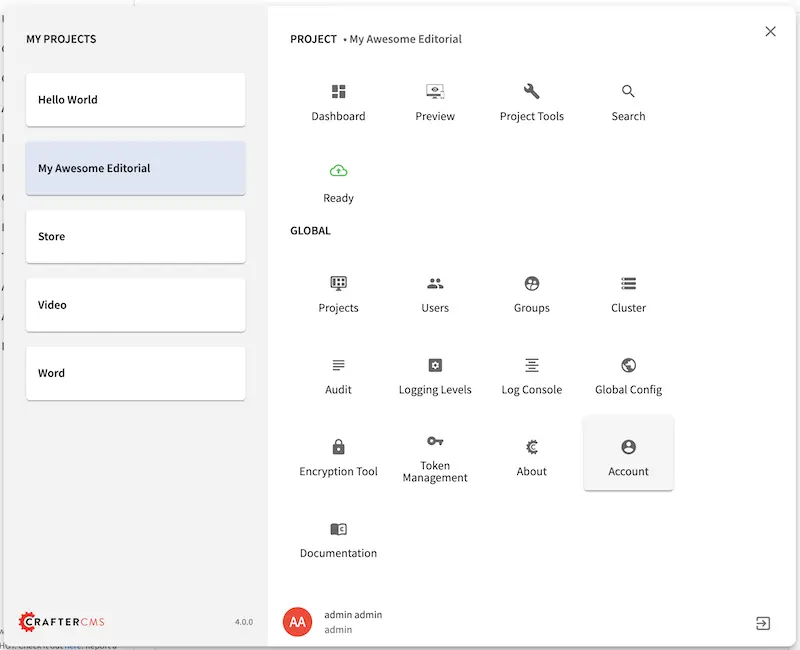 MY PROJECTS
Hello World
My Awesome Editorial
Store
Video
Word
CRAFTERCMS
4.0.0
PROJECT • My Awesome Editorial
Dashboard
Preview
Project Tools
Search
Ready
GLOBAL
Projects
Users
Groups
Cluster
Audit
Logging Levels
Log Console
Global Config
Encryption Tool
Token
Management
About
Account
Documentation
AA
admin admin
admin